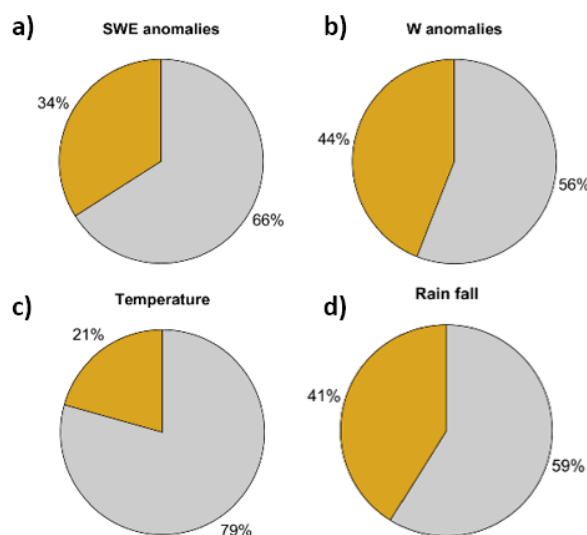 a)
SWE anomalies
34%
66%
b)
W anomalies
44%
56%
c)
Temperature
21%
79%
d)
Rain fall
41%
59%